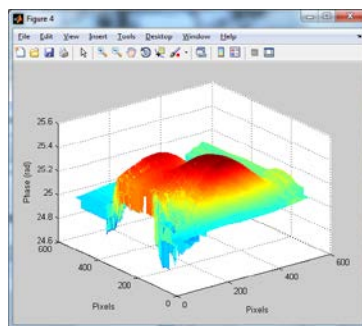 Figure 4
File Edit View Insert Tools Desktop Window Help
25.6
25.4
25.2
25
24.8
24.6
Phase (rad)
600
400
200
0
Pixels
0
200
400
600
Pixels